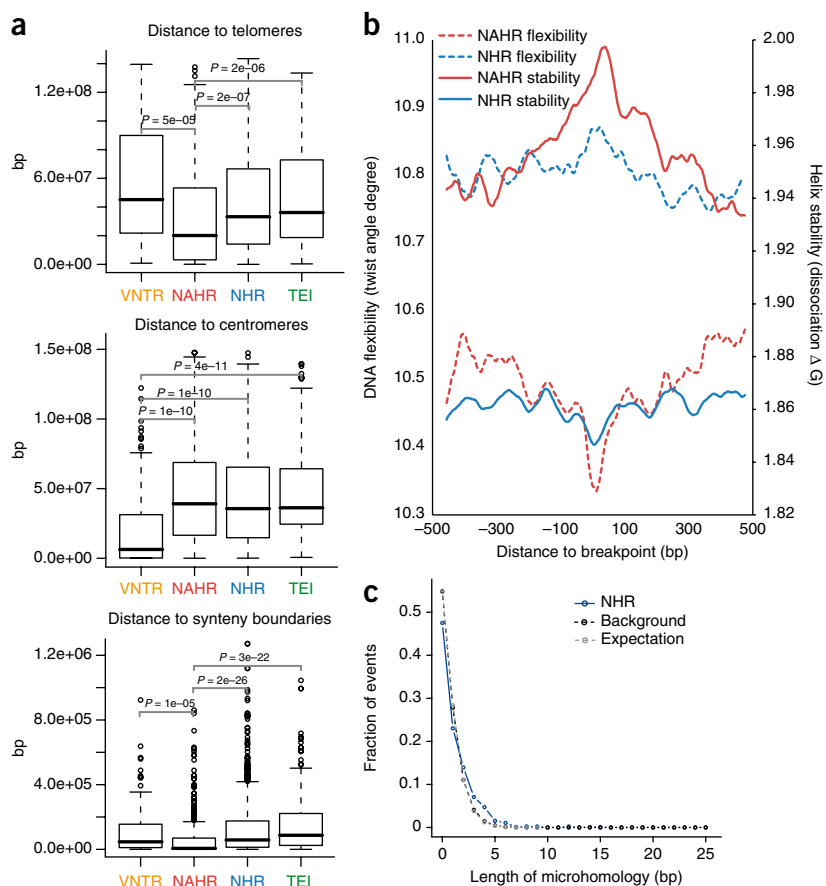 a
Distance to telomeres
bp
1.2e+08
6.0e+07
0.0e+00
P = 2e–06
P = 2e–07
P = 5e–05
VNTR NAHR NHR TEI
Distance to centromeres
bp
1.5e+08
1.0e+08
5.0e+07
0.0e+00
P = 4e–11
P = 1e–10
P = 1e–10
VNTR NAHR NHR TEI
Distance to synteny boundaries
bp
1.2e+06
8.0e+05
4.0e+05
0.0e+00
P = 3e–22
P = 2e–26
P = 1e–05
VNTR NAHR NHR TEI
b
NAHR flexibility
NHR flexibility
NAHR stability
NHR stability
DNA flexibility (twist angle degree)
11.0
10.9
10.8
10.7
10.6
10.5
10.4
10.3
Helix stability (dissociation Δ G)
2.00
1.98
1.96
1.94
1.92
1.90
1.88
1.86
1.84
1.82
–500 –300 –100 100 300 500
Distance to breakpoint (bp)
c
NHR
Background
Expectation
Fraction of events
0.5
0.4
0.3
0.2
0.1
0
0 5 10 15 20 25
Length of microhomology (bp)